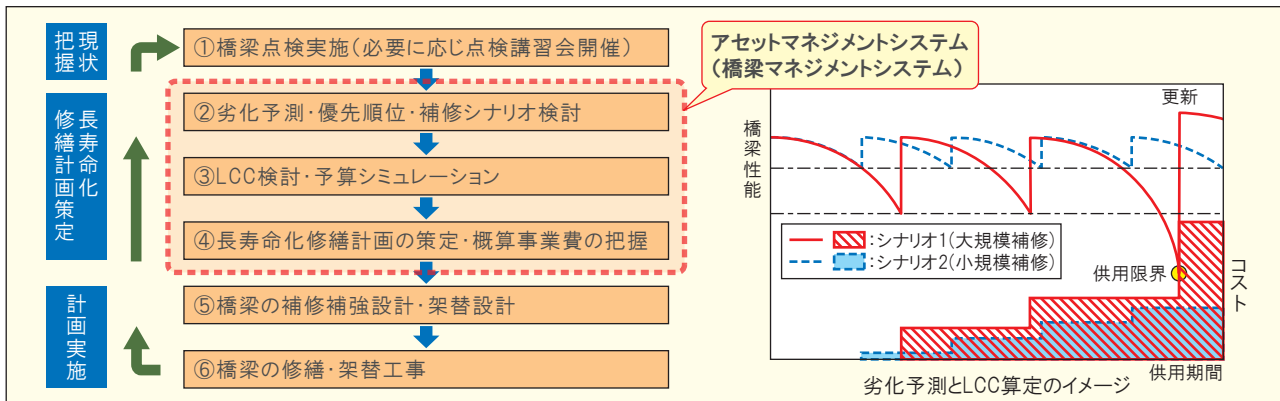 現状
把握
①橋梁点検実施(必要に応じ点検講習会開催)
長寿命化
修繕計画策定
②劣化予測・優先順位・補修シナリオ検討
③LCC検討・予算シミュレーション
④長寿命化修繕計画の策定・概算事業費の把握
計画実施
⑤橋梁の補修補強設計・架替設計
⑥橋梁の修繕・架替工事
アセットマネジメントシステム
(橋梁マネジメントシステム)
更新
橋梁性能
:シナリオ1(大規模補修)
:シナリオ2(小規模補修)
供用限界
コスト
供用期間
劣化予測とLCC算定のイメージ